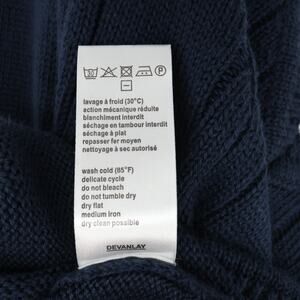 lavage à froid (30°C)
action mécanique réduite
blanchiment interdit
séchage en tambour interdit
séchage à plat
repasser fer moyen
nettoyage à sec autorisé
wash cold (85°F)
delicate cycle
do not bleach
do not tumble dry
dry flat
medium iron
dry clean possible
DEVANLAY